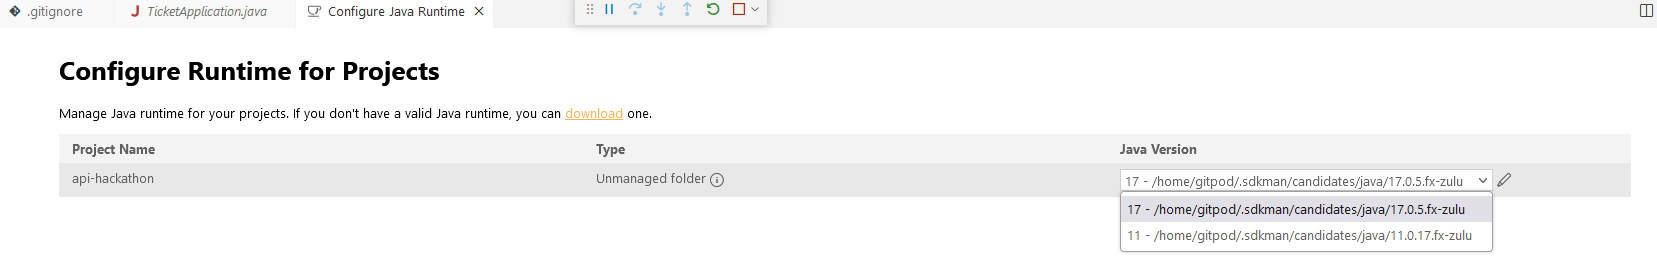 .gitignore
J TicketApplication.java
Configure Java Runtime
Configure Runtime for Projects
Manage Java runtime for your projects. If you don't have a valid Java runtime, you can download one.
Project Name Type Java Version
api-hackathon Unmanaged folder 17 - /home/gitpod/.sdkman/candidates/java/17.0.5.fx-zulu
17 - /home/gitpod/.sdkman/candidates/java/17.0.5.fx-zulu
11 - /home/gitpod/.sdkman/candidates/java/11.0.17.fx-zulu